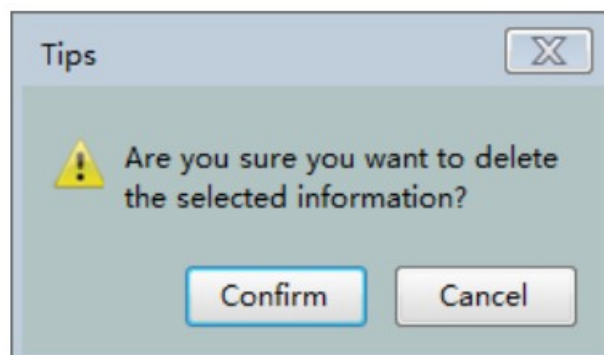 Tips
Are you sure you want to delete
the selected information?
Confirm Cancel